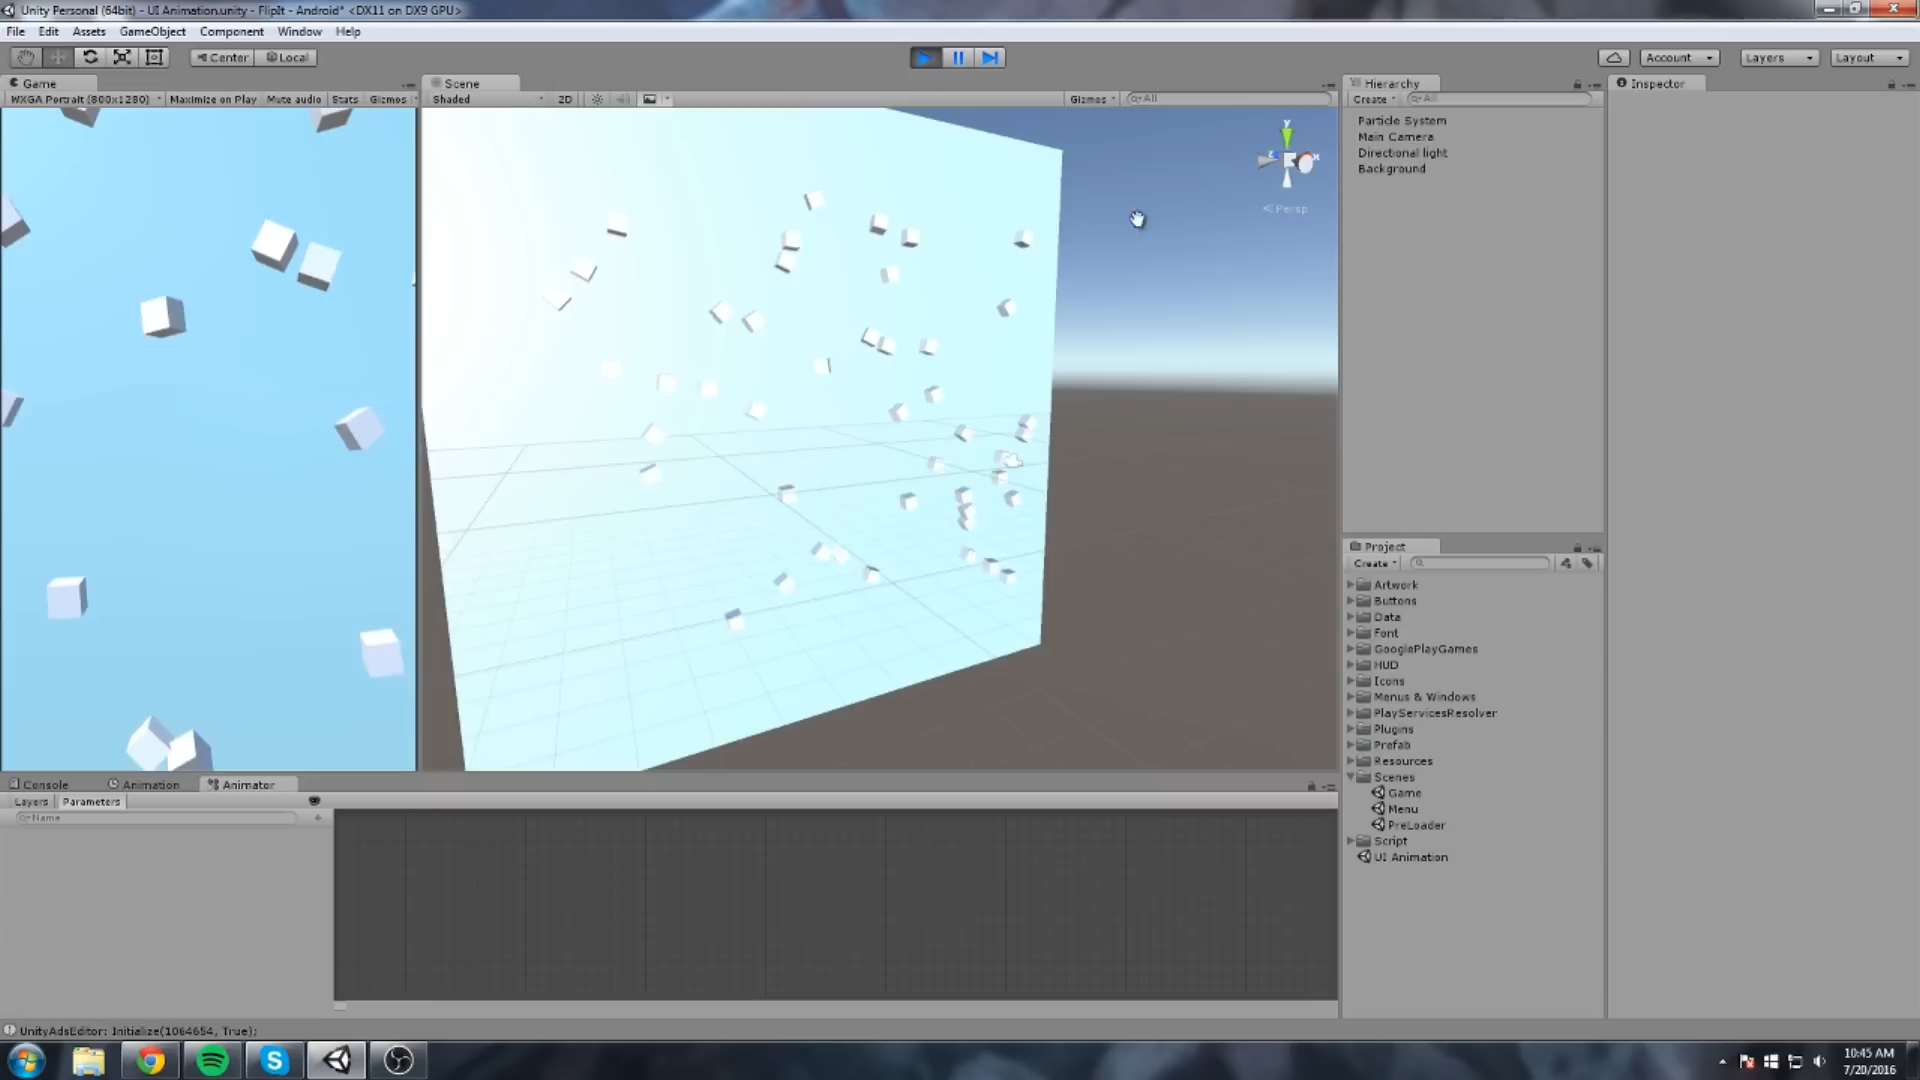 Unity Personal (64bit) - UI Animation.unity - FlipIt - Android* <DX11 on DX9 GPU>
File Edit Assets GameObject Component Window Help
Center Local Account Layers Layout
Game Scene Hierarchy Inspector
WXGA Portrait (800x1280) Maximize on Play Mute audio Stats Gizmos Shaded 2D Gizmos All Create All
Particle System
Main Camera
Directional light
Background
y
x
z
Persp
Project
Create
Artwork
Buttons
Data
Font
GooglePlayGames
HUD
Icons
Menus & Windows
PlayServicesResolver
Plugins
Prefab
Resources
Scenes
Game
Menu
PreLoader
Script
UI Animation
Console Animation Animator
Layers Parameters
Name
UnityAdsEditor: Initialize(1064654, True);
10:45 AM
7/20/2016